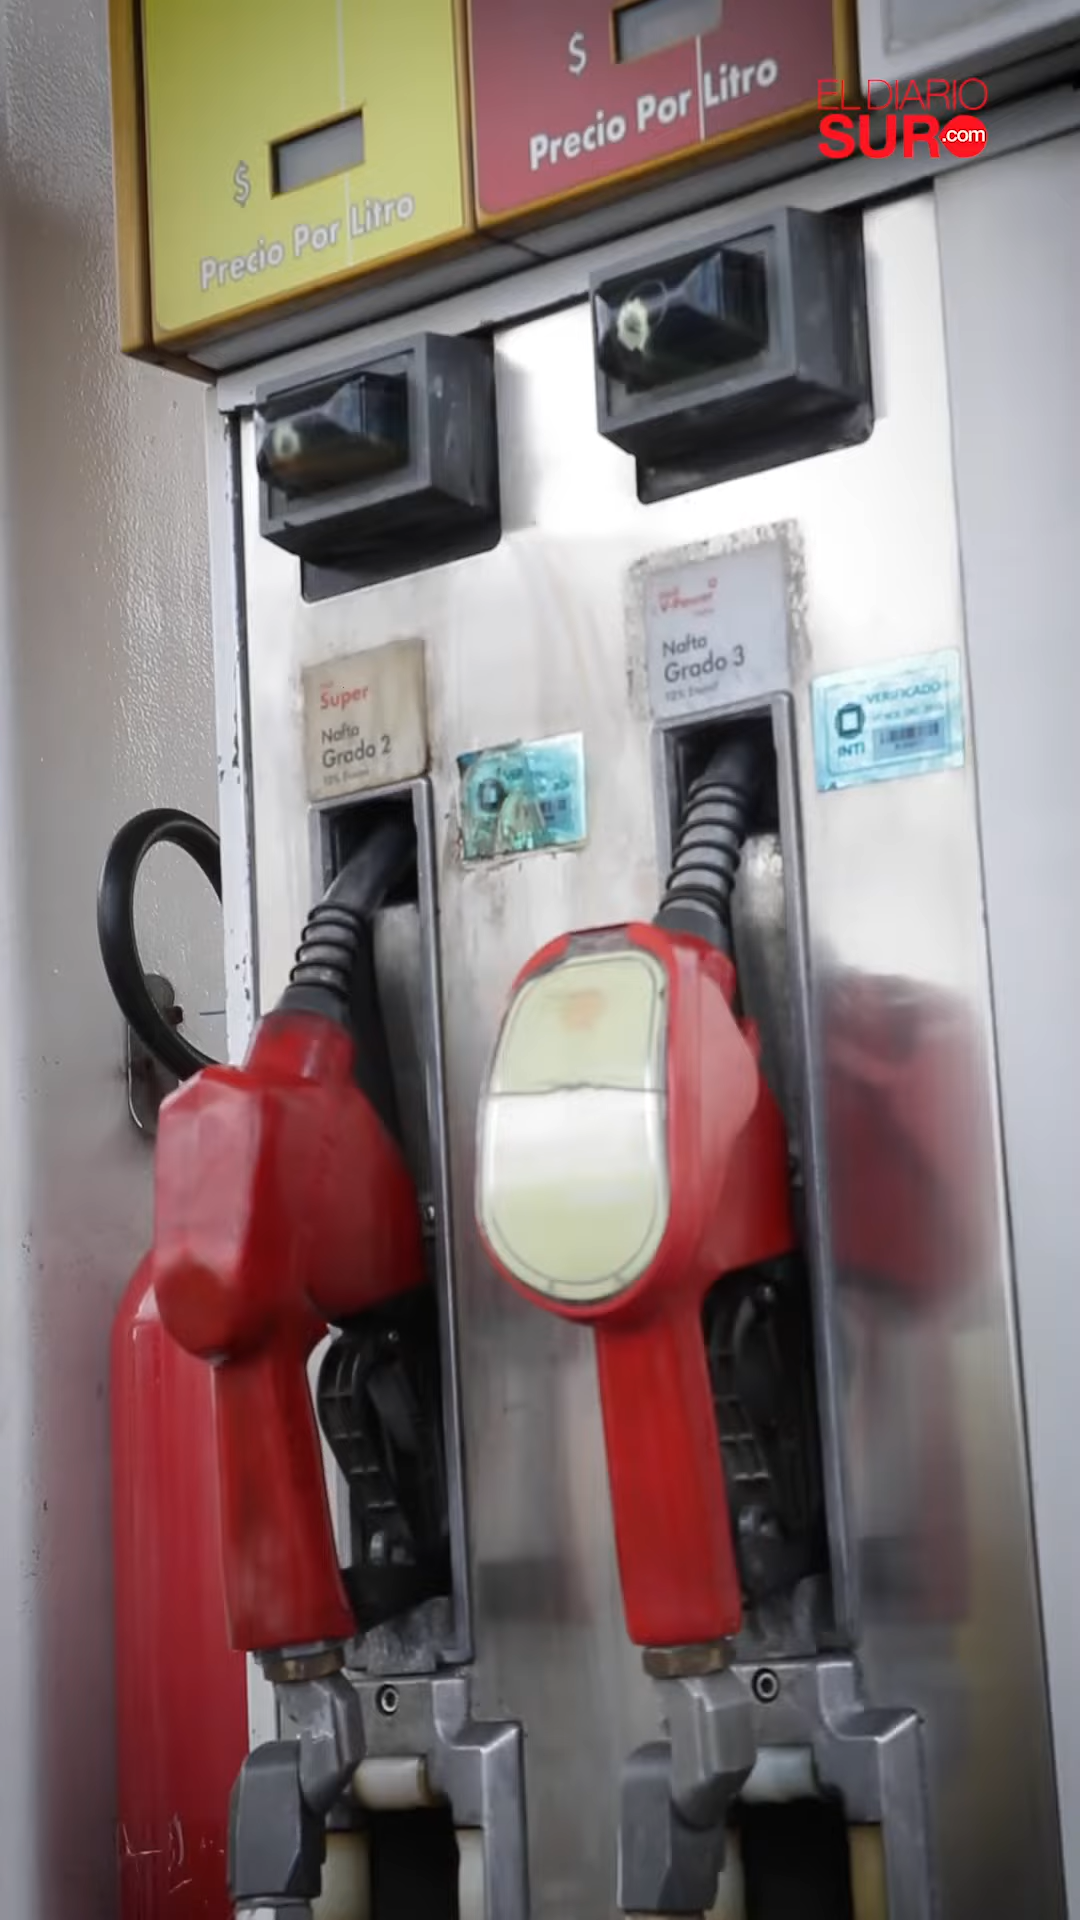 EL DIARIO
SUR.com
$
Precio Por Litro
$
Precio Por Litro
V-Power
Nafta
Grado 3
Super
Nafta
Grado 2
VERIFICADO
INTI